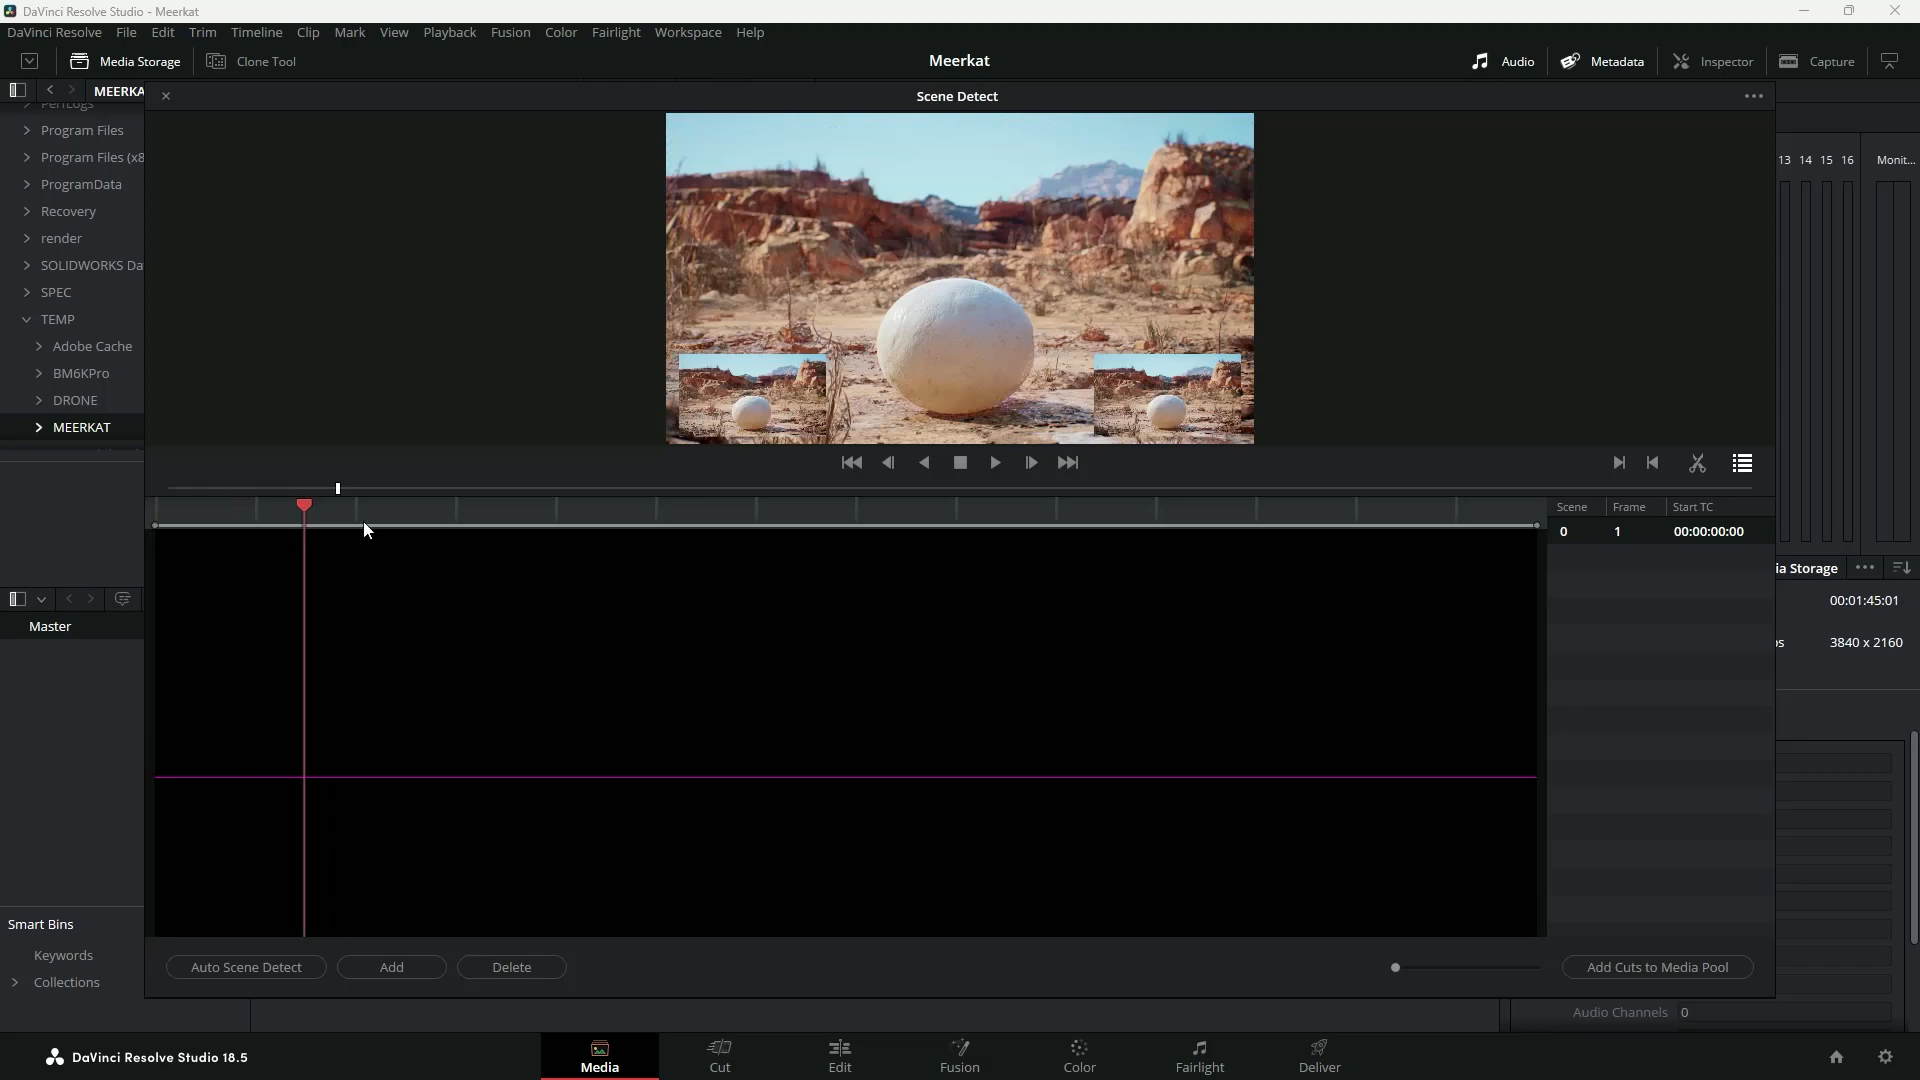 DaVinci Resolve Studio - Meerkat
DaVinci Resolve File Edit Trim Timeline Clip Mark View Playback Fusion Color Fairlight Workspace Help
Media Storage Clone Tool Meerkat Audio Metadata Inspector Capture
MEERKA Scene Detect
PerfLogs
Program Files
Program Files (x8
ProgramData
Recovery
render
SOLIDWORKS Da
SPEC
TEMP
Adobe Cache
BM6KPro
DRONE
MEERKAT
13 14 15 16 Monit...
Scene Frame Start TC
0 1 00:00:00:00
ia Storage
00:01:45:01
3840 x 2160
Master
Smart Bins
Keywords
Collections
Auto Scene Detect Add Delete Add Cuts to Media Pool
Audio Channels 0
DaVinci Resolve Studio 18.5
Media Cut Edit Fusion Color Fairlight Deliver